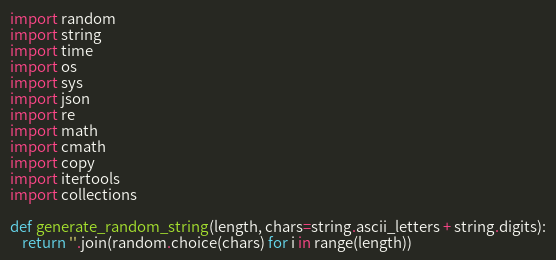 import random
import string
import time
import os
import sys
import json
import re
import math
import cmath
import copy
import itertools
import collections

def generate_random_string(length, chars=string.ascii_letters + string.digits):
    return ''.join(random.choice(chars) for i in range(length))